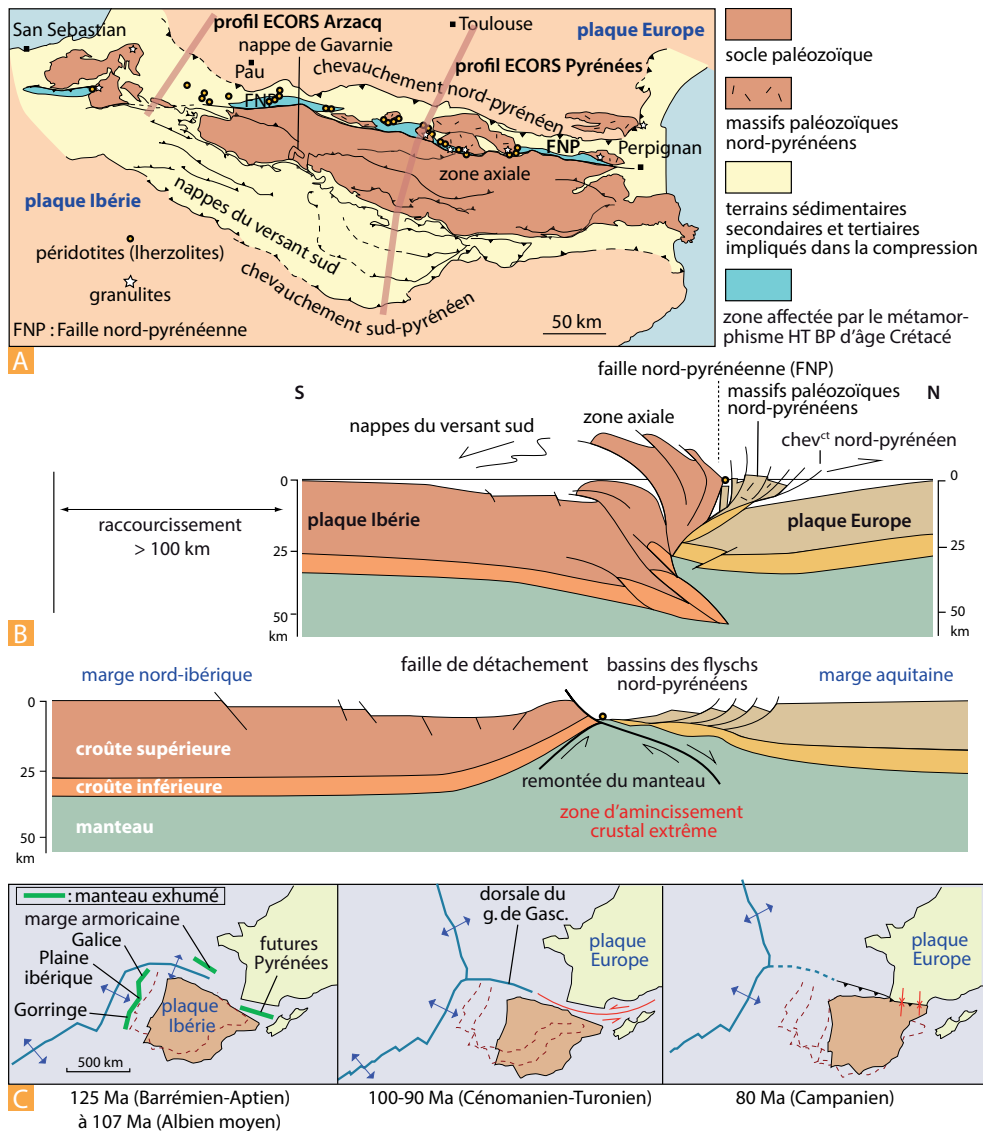 San Sebastian
profil ECORS Arzacq
nappe de Gavarnie
Pau
Toulouse
plaque Europe
profil ECORS Pyrénées
chevauchement nord-pyrénéen
FNP
FNP
Perpignan
zone axiale
plaque Ibérie
nappes du versant sud
chevauchement sud-pyrénéen
péridotites (lherzolites)
granulites
FNP : Faille nord-pyrénéenne
50 km
A
socle paléozoïque
massifs paléozoïques
nord-pyrénéens
terrains sédimentaires
secondaires et tertiaires
impliqués dans la compression
zone affectée par le métamor-
phisme HT BP d'âge Crétacé
faille nord-pyrénéenne (FNP)
S
massifs paléozoïques
nord-pyrénéens
N
zone axiale
nappes du versant sud
chevct nord-pyrénéen
0
0
raccourcissement
> 100 km
plaque Ibérie
plaque Europe
25
25
50
km
50
km
B
marge nord-ibérique
faille de détachement
bassins des flyschs
nord-pyrénéens
marge aquitaine
0
croûte supérieure
25
croûte inférieure
remontée du manteau
zone d'amincissement
crustal extrême
manteau
50
km
: manteau exhumé
marge armoricaine
Galice
Plaine
ibérique
Gorringe
plaque
Ibérie
futures
Pyrénées
500 km
dorsale du
g. de Gasc.
plaque
Europe
plaque
Europe
C
125 Ma (Barrémien-Aptien)
à 107 Ma (Albien moyen)
100-90 Ma (Cénomanien-Turonien)
80 Ma (Campanien)